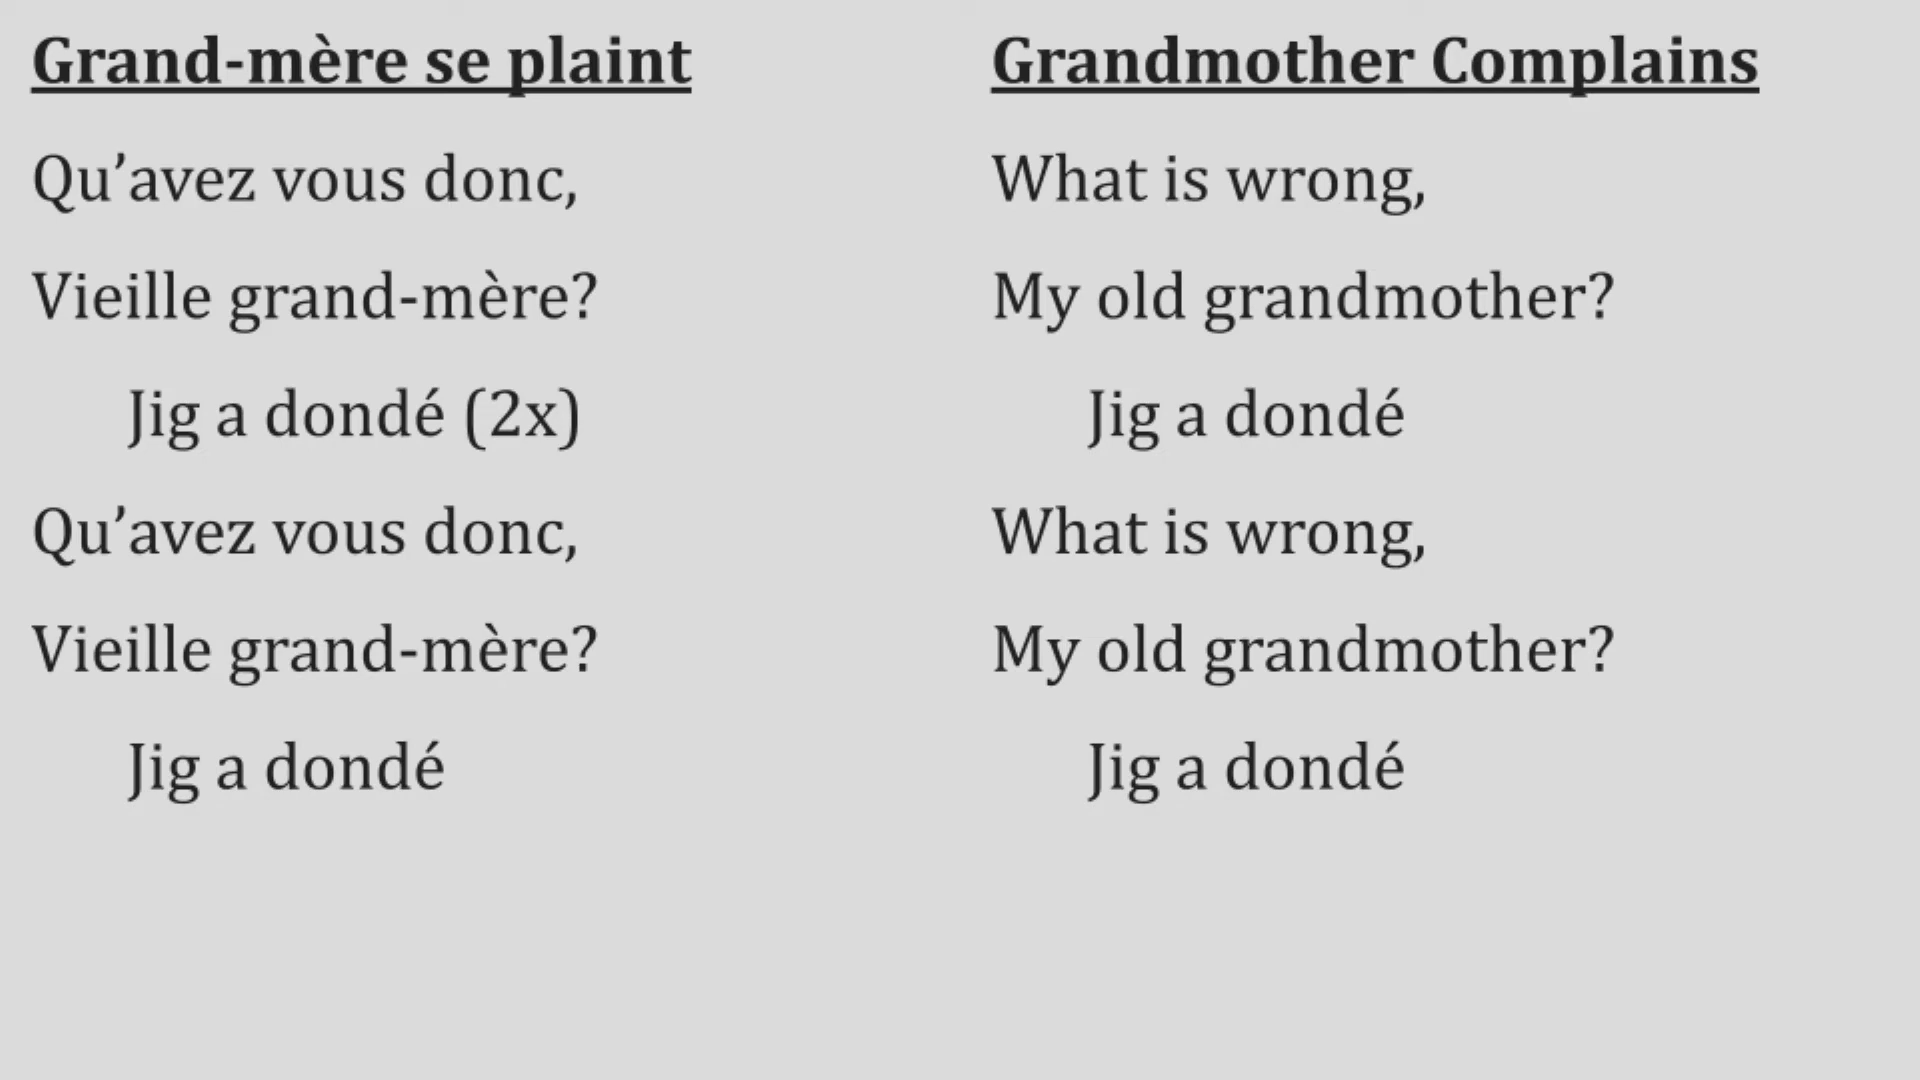 Grand-mère se plaint
Qu’avez vous donc,
Vieille grand-mère?
Jig a dondé (2x)
Qu’avez vous donc,
Vieille grand-mère?
Jig a dondé
Grandmother Complains
What is wrong,
My old grandmother?
Jig a dondé
What is wrong,
My old grandmother?
Jig a dondé